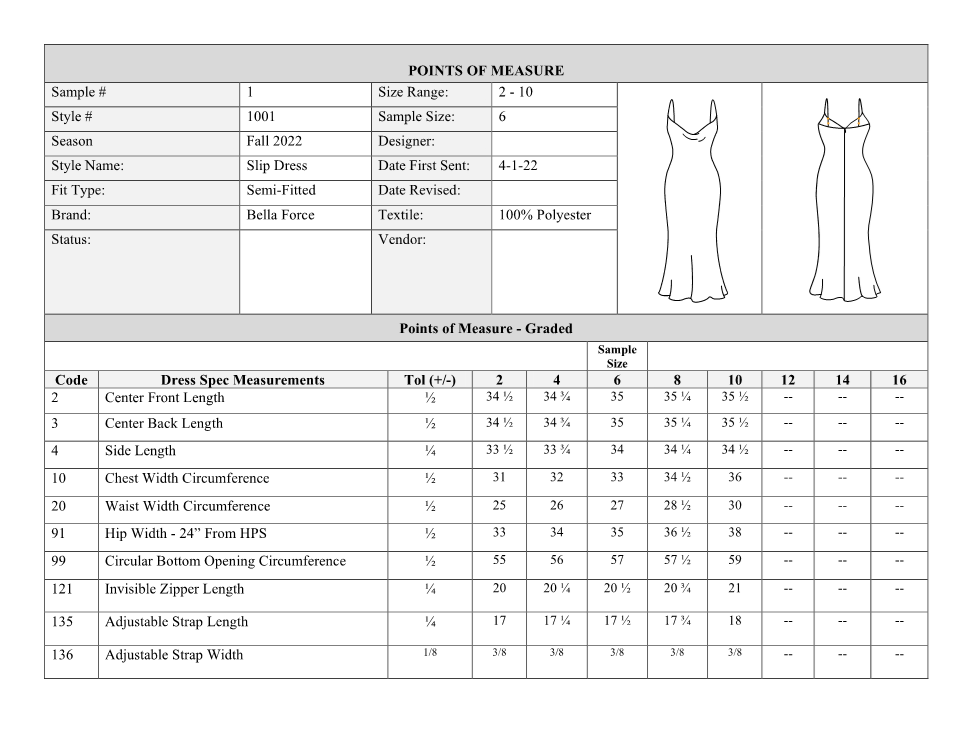 POINTS OF MEASURE
Sample # 1 Size Range: 2 - 10
Style # 1001 Sample Size: 6
Season Fall 2022 Designer:
Style Name: Slip Dress Date First Sent: 4-1-22
Fit Type: Semi-Fitted Date Revised:
Brand: Bella Force Textile: 100% Polyester
Status: Vendor:
Points of Measure - Graded
Sample
Size
Code Dress Spec Measurements Tol (+/-) 2 4 6 8 10 12 14 16
2 Center Front Length ½ 34 ½ 34 ¾ 35 35 ¼ 35 ½ -- -- --
3 Center Back Length ½ 34 ½ 34 ¾ 35 35 ¼ 35 ½ -- -- --
4 Side Length ¼ 33 ½ 33 ¾ 34 34 ¼ 34 ½ -- -- --
10 Chest Width Circumference ½ 31 32 33 34 ½ 36 -- -- --
20 Waist Width Circumference ½ 25 26 27 28 ½ 30 -- -- --
91 Hip Width - 24” From HPS ½ 33 34 35 36 ½ 38 -- -- --
99 Circular Bottom Opening Circumference ½ 55 56 57 57 ½ 59 -- -- --
121 Invisible Zipper Length ¼ 20 20 ¼ 20 ½ 20 ¾ 21 -- -- --
135 Adjustable Strap Length ¼ 17 17 ¼ 17 ½ 17 ¾ 18 -- -- --
136 Adjustable Strap Width 1/8 3/8 3/8 3/8 3/8 3/8 -- -- --